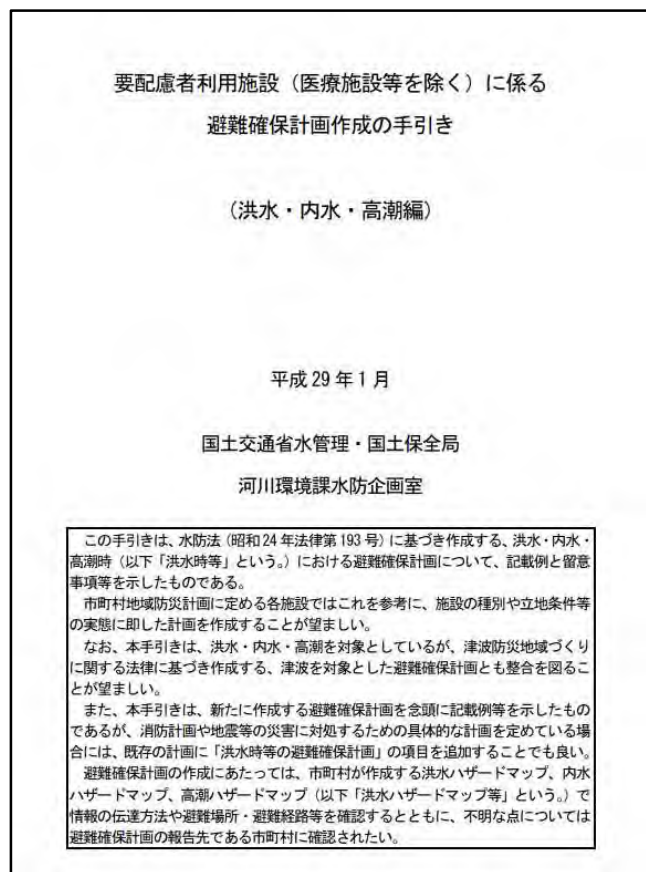 要配慮者利用施設（医療施設等を除く）に係る
避難確保計画作成の手引き
（洪水・内水・高潮編）
平成 29 年 1 月
国土交通省水管理・国土保全局
河川環境課水防企画室
この手引きは、水防法（昭和24年法律第193号）に基づき作成する、洪水・内水・
高潮時（以下「洪水時等」という。）における避難確保計画について、記載例と留意
事項等を示したものである。
市町村地域防災計画に定める各施設ではこれを参考に、施設の種別や立地条件等
の実態に即した計画を作成することが望ましい。
なお、本手引きは、洪水・内水・高潮を対象としているが、津波防災地域づくり
に関する法律に基づき作成する、津波を対象とした避難確保計画とも整合を図るこ
とが望ましい。
また、本手引きは、新たに作成する避難確保計画を念頭に記載例等を示したもの
であるが、消防計画や地震等の災害に対処するための具体的な計画を定めている場
合には、既存の計画に「洪水時等の避難確保計画」の項目を追加することでも良い。
避難確保計画の作成にあたっては、市町村が作成する洪水ハザードマップ、内水
ハザードマップ、高潮ハザードマップ（以下「洪水ハザードマップ等」という。）で
情報の伝達方法や避難場所・避難経路等を確認するとともに、不明な点については
避難確保計画の報告先である市町村に確認されたい。